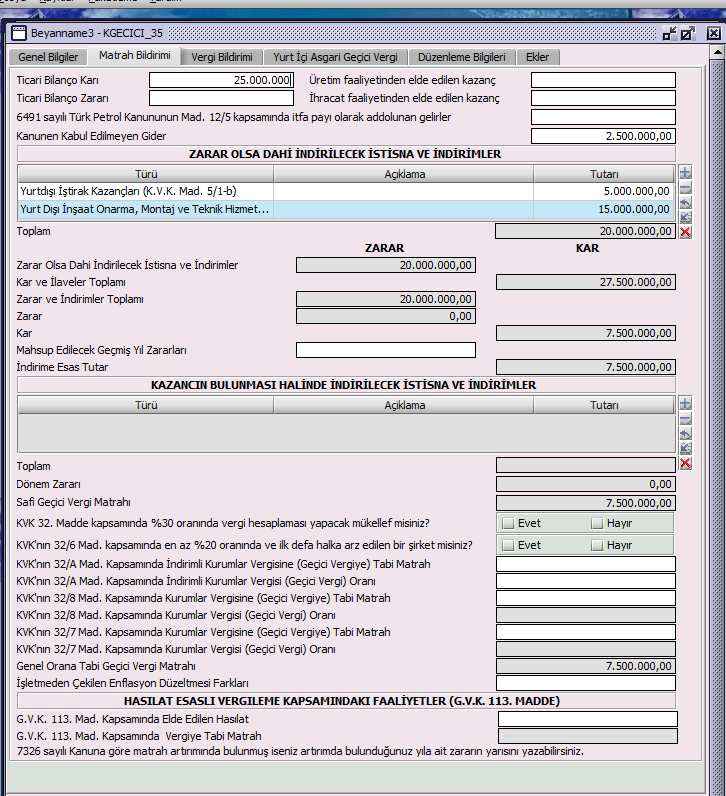 Beyanname3 - KGECICI_35
Genel Bilgiler Matrah Bildirimi Vergi Bildirimi Yurt İçi Asgari Geçici Vergi Düzenleme Bilgileri Ekler
Ticari Bilanço Karı 25.000.000 Üretim faaliyetinden elde edilen kazanç
Ticari Bilanço Zararı İhracat faaliyetinden elde edilen kazanç
6491 sayılı Türk Petrol Kanununun Mad. 12/5 kapsamında itfa payı olarak addolunan gelirler
Kanunen Kabul Edilmeyen Gider 2.500.000,00
ZARAR OLSA DAHİ İNDİRİLECEK İSTİSNA VE İNDİRİMLER
Türü Açıklama Tutarı
Yurtdışı İştirak Kazançları (K.V.K. Mad. 5/1-b) 5.000.000,00
Yurt Dışı İnşaat Onarma, Montaj ve Teknik Hizmet... 15.000.000,00
Toplam 20.000.000,00
ZARAR KAR
Zarar Olsa Dahi İndirilecek İstisna ve İndirimler 20.000.000,00
Kar ve İlaveler Toplamı 27.500.000,00
Zarar ve İndirimler Toplamı 20.000.000,00
Zarar 0,00
Kar 7.500.000,00
Mahsup Edilecek Geçmiş Yıl Zararları
İndirime Esas Tutar 7.500.000,00
KAZANCIN BULUNMASI HALİNDE İNDİRİLECEK İSTİSNA VE İNDİRİMLER
Türü Açıklama Tutarı
Toplam
Dönem Zararı 0,00
Safi Geçici Vergi Matrahı 7.500.000,00
KVK 32. Madde kapsamında %30 oranında vergi hesaplaması yapacak mükellef misiniz? Evet Hayır
KVK'nın 32/6 Mad. kapsamında en az %20 oranında ve ilk defa halka arz edilen bir şirket misiniz? Evet Hayır
KVK'nın 32/A Mad. Kapsamında İndirimli Kurumlar Vergisine (Geçici Vergiye) Tabi Matrah
KVK'nın 32/A Mad. Kapsamında İndirimli Kurumlar Vergisi (Geçici Vergi) Oranı
KVK'nın 32/8 Mad. Kapsamında Kurumlar Vergisine (Geçici Vergiye) Tabi Matrah
KVK'nın 32/8 Mad. Kapsamında Kurumlar Vergisi (Geçici Vergi) Oranı
KVK'nın 32/7 Mad. Kapsamında Kurumlar Vergisine (Geçici Vergiye) Tabi Matrah
KVK'nın 32/7 Mad. Kapsamında Kurumlar Vergisi (Geçici Vergi) Oranı
Genel Orana Tabi Geçici Vergi Matrahı 7.500.000,00
İşletmeden Çekilen Enflasyon Düzeltmesi Farkları
HASILAT ESASLI VERGİLEME KAPSAMINDAKI FAALİYETLER (G.V.K. 113. MADDE)
G.V.K. 113. Mad. Kapsamında Elde Edilen Hasılat
G.V.K. 113. Mad. Kapsamında Vergiye Tabi Matrah
7326 sayılı Kanuna göre matrah artırımında bulunmuş iseniz artırımda bulunduğunuz yıla ait zararın yarısını yazabilirsiniz.